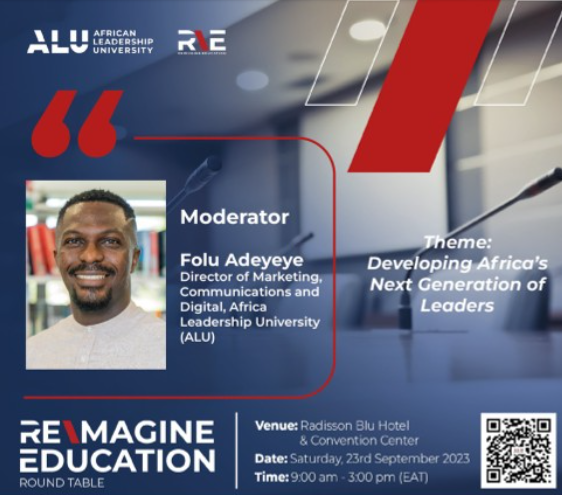 ALU AFRICAN
LEADERSHIP
UNIVERSITY
Moderator
Folu Adeyeye
Director of Marketing,
Communications and
Digital, Africa
Leadership University
(ALU)
Theme:
Developing Africa's
Next Generation of
Leaders
RE\MAGINE
EDUCATION
ROUND TABLE
Venue: Radisson Blu Hotel
& Convention Center
Date: Saturday, 23rd September 2023
Time: 9:00 am - 3:00 pm (EAT)